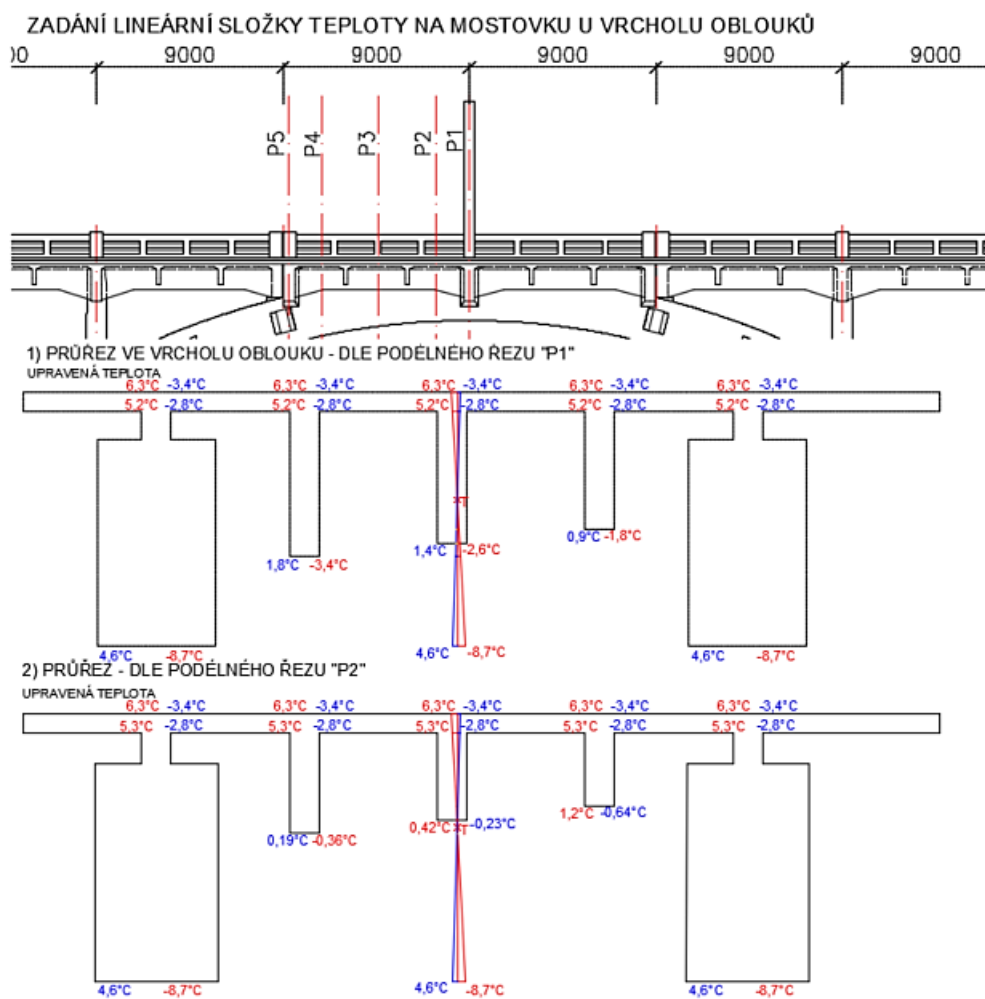 ZADÁNÍ LINEÁRNÍ SLOŽKY TEPLOTY NA MOSTOVKU U VRCHOLU OBLOUKŮ
00 9000 9000 9000 9000 9000
P5 P4 P3 P2 P1
1) PRŮŘEZ VE VRCHOLU OBLOUKU - DLE PODÉLNÉHO ŘEZU "P1"
UPRAVENÁ TEPLOTA
6,3°C -3,4°C 6,3°C -3,4°C 6,3°C -3,4°C 6,3°C -3,4°C 6,3°C -3,4°C
5,2°C -2,8°C 5,2°C -2,8°C 5,2°C -2,8°C 5,2°C -2,8°C 5,2°C -2,8°C
T
0,9°C -1,8°C
1,4°C -2,6°C
1,8°C -3,4°C
4,6°C -8,7°C 4,6°C -8,7°C 4,6°C -8,7°C
2) PRŮŘEZ - DLE PODÉLNÉHO ŘEZU "P2"
UPRAVENÁ TEPLOTA
6,3°C -3,4°C 6,3°C -3,4°C 6,3°C -3,4°C 6,3°C -3,4°C 6,3°C -3,4°C
5,3°C -2,8°C 5,3°C -2,8°C 5,3°C -2,8°C 5,3°C -2,8°C 5,3°C -2,8°C
1,2°C -0,64°C
0,42°C -0,23°C
T
0,19°C -0,36°C
4,6°C -8,7°C 4,6°C -8,7°C 4,6°C -8,7°C